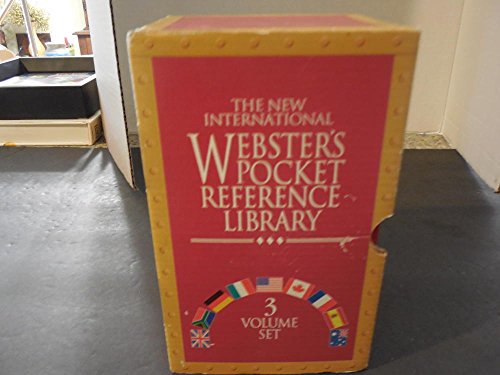 THE NEW
INTERNATIONAL
WEBSTER'S
POCKET
REFERENCE
LIBRARY
3
VOLUME
SET